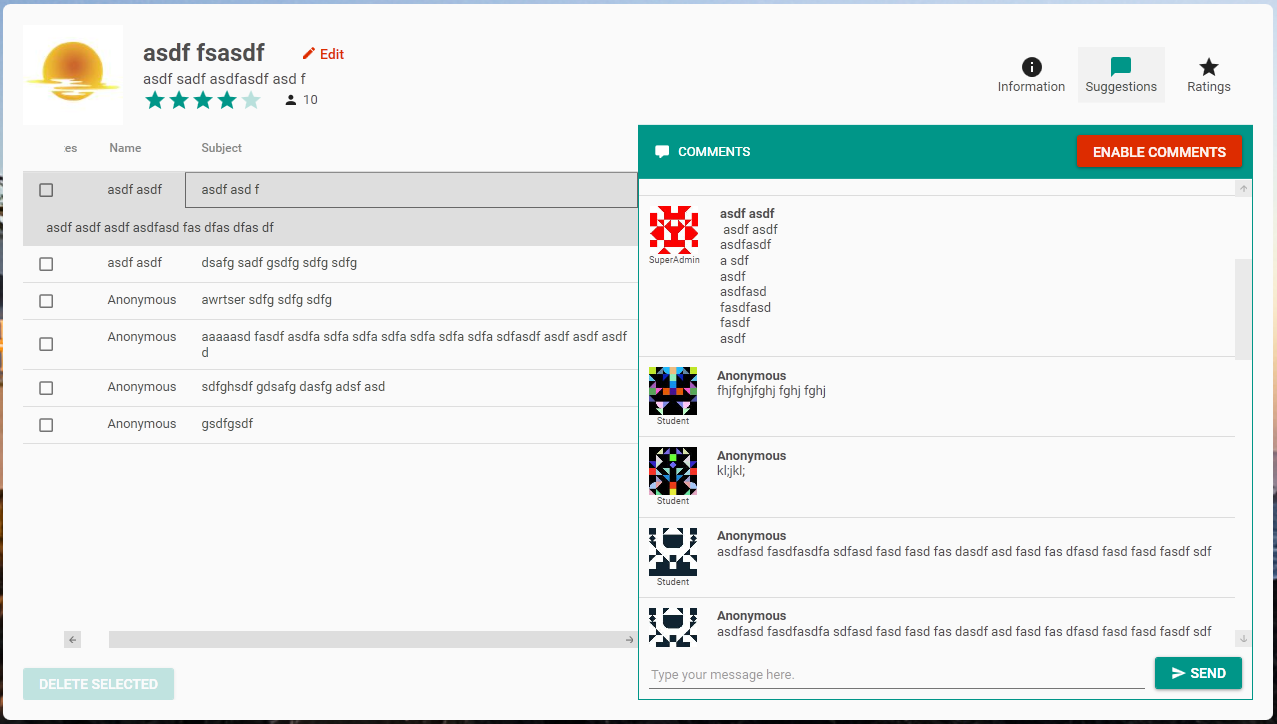 asdf fsasdf
Edit
asdf sadf asdfasdf asd f
10
Information
Suggestions
Ratings
es
Name
Subject
asdf asdf
asdf asd f
asdf asdf asdf asdfasd fas dfas dfas df
asdf asdf
dsafg sadf gsdfg sdfg sdfg
Anonymous
awrtser sdfg sdfg sdfg
Anonymous
aaaaasd fasdf asdfa sdfa sdfa sdfa sdfa sdfa sdfa sdfasdf asdf asdf asdf
d
Anonymous
sdfghsdf gdsafg dasfg adsf asd
Anonymous
gsdfgsdf
DELETE SELECTED
COMMENTS
ENABLE COMMENTS
asdf asdf
asdf asdf
asdfasdf
a sdf
asdf
asdfasd
fasdfasd
fasdf
asdf
SuperAdmin
Anonymous
fhjfghjfghj fghj fghj
Student
Anonymous
kl;jkl;
Student
Anonymous
asdfasd fasdfasdfa sdfasd fasd fasd fas dasdf asd fasd fas dfasd fasd fasd fasdf sdf
Student
Anonymous
asdfasd fasdfasdfa sdfasd fasd fasd fas dasdf asd fasd fas dfasd fasd fasd fasdf sdf
Type your message here.
SEND